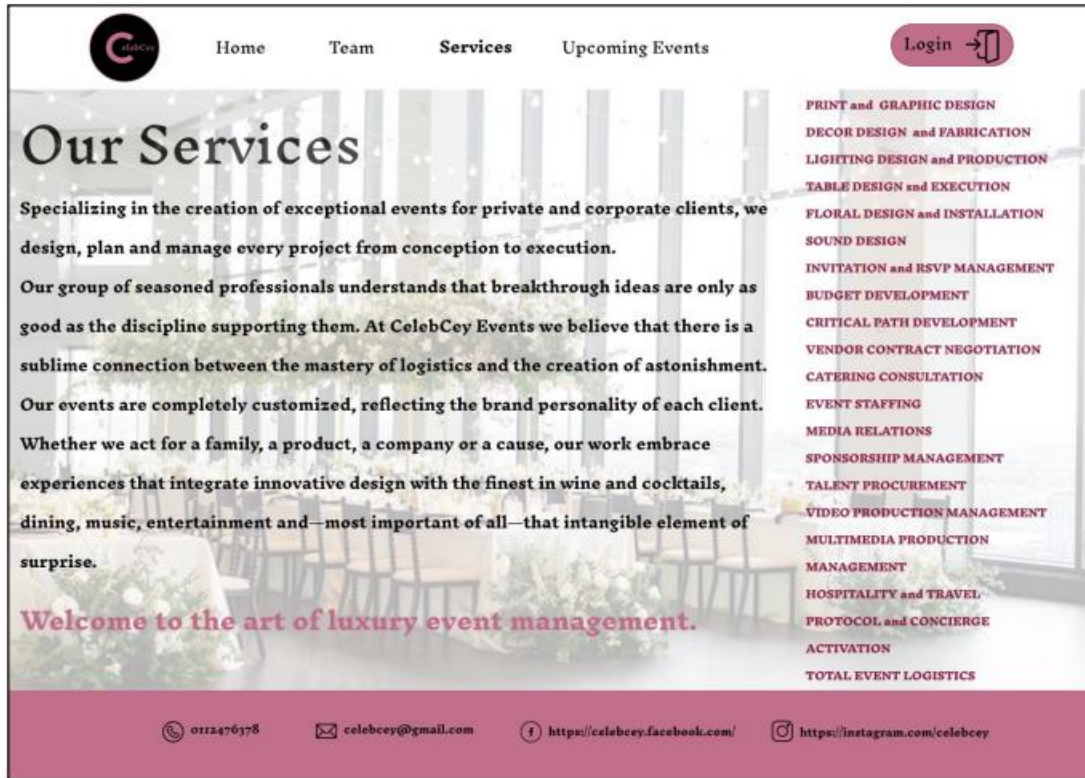 CelebCey
Home
Team
Services
Upcoming Events
Login
Our Services
Specializing in the creation of exceptional events for private and corporate clients, we
design, plan and manage every project from conception to execution.
Our group of seasoned professionals understands that breakthrough ideas are only as
good as the discipline supporting them. At CelebCey Events we believe that there is a
sublime connection between the mastery of logistics and the creation of astonishment.
Our events are completely customized, reflecting the brand personality of each client.
Whether we act for a family, a product, a company or a cause, our work embrace
experiences that integrate innovative design with the finest in wine and cocktails,
dining, music, entertainment and—most important of all—that intangible element of
surprise.
Welcome to the art of luxury event management.
PRINT and GRAPHIC DESIGN
DECOR DESIGN and FABRICATION
LIGHTING DESIGN and PRODUCTION
TABLE DESIGN snd EXECUTION
FLORAL DESIGN and INSTALLATION
SOUND DESIGN
INVITATION and RSVP MANAGEMENT
BUDGET DEVELOPMENT
CRITICAL PATH DEVELOPMENT
VENDOR CONTRACT NEGOTIATION
CATERING CONSULTATION
EVENT STAFFING
MEDIA RELATIONS
SPONSORSHIP MANAGEMENT
TALENT PROCUREMENT
VIDEO PRODUCTION MANAGEMENT
MULTIMEDIA PRODUCTION
MANAGEMENT
HOSPITALITY and TRAVEL
PROTOCOL and CONCIERGE
ACTIVATION
TOTAL EVENT LOGISTICS
0112476378
celebcey@gmail.com
https://celebcey.facebook.com/
https://instagram.com/celebcey